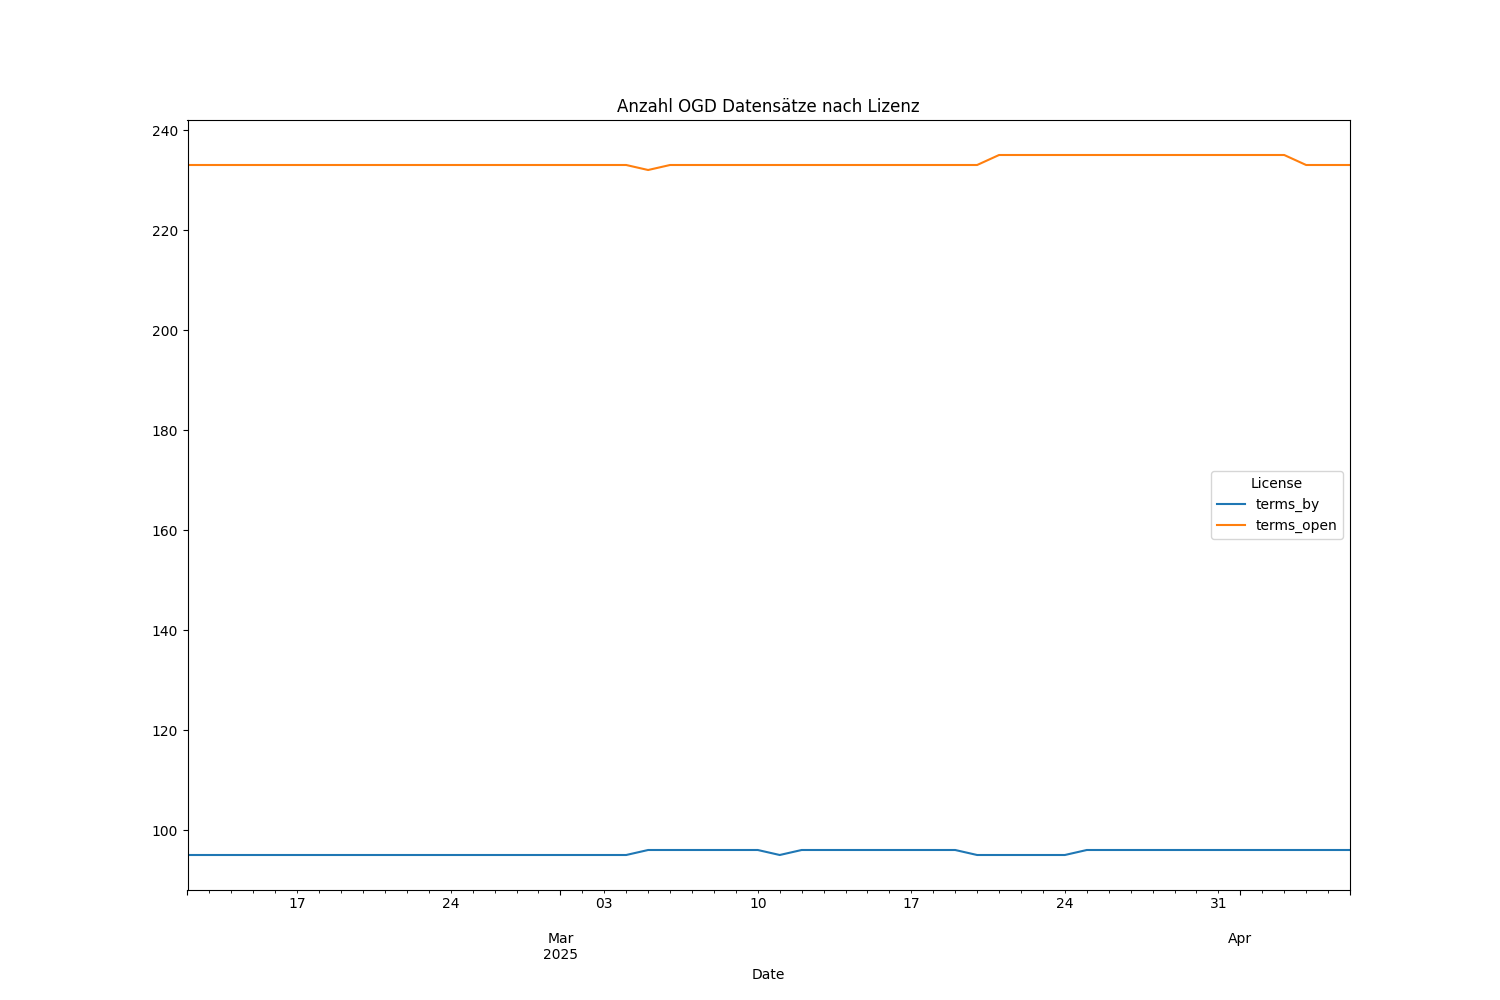 Anzahl OGD Datensätze nach Lizenz
240
220
200
180
160
140
120
100
License
terms_by
terms_open
17 24 03 10 17 24 31
Mar Apr
2025
Date